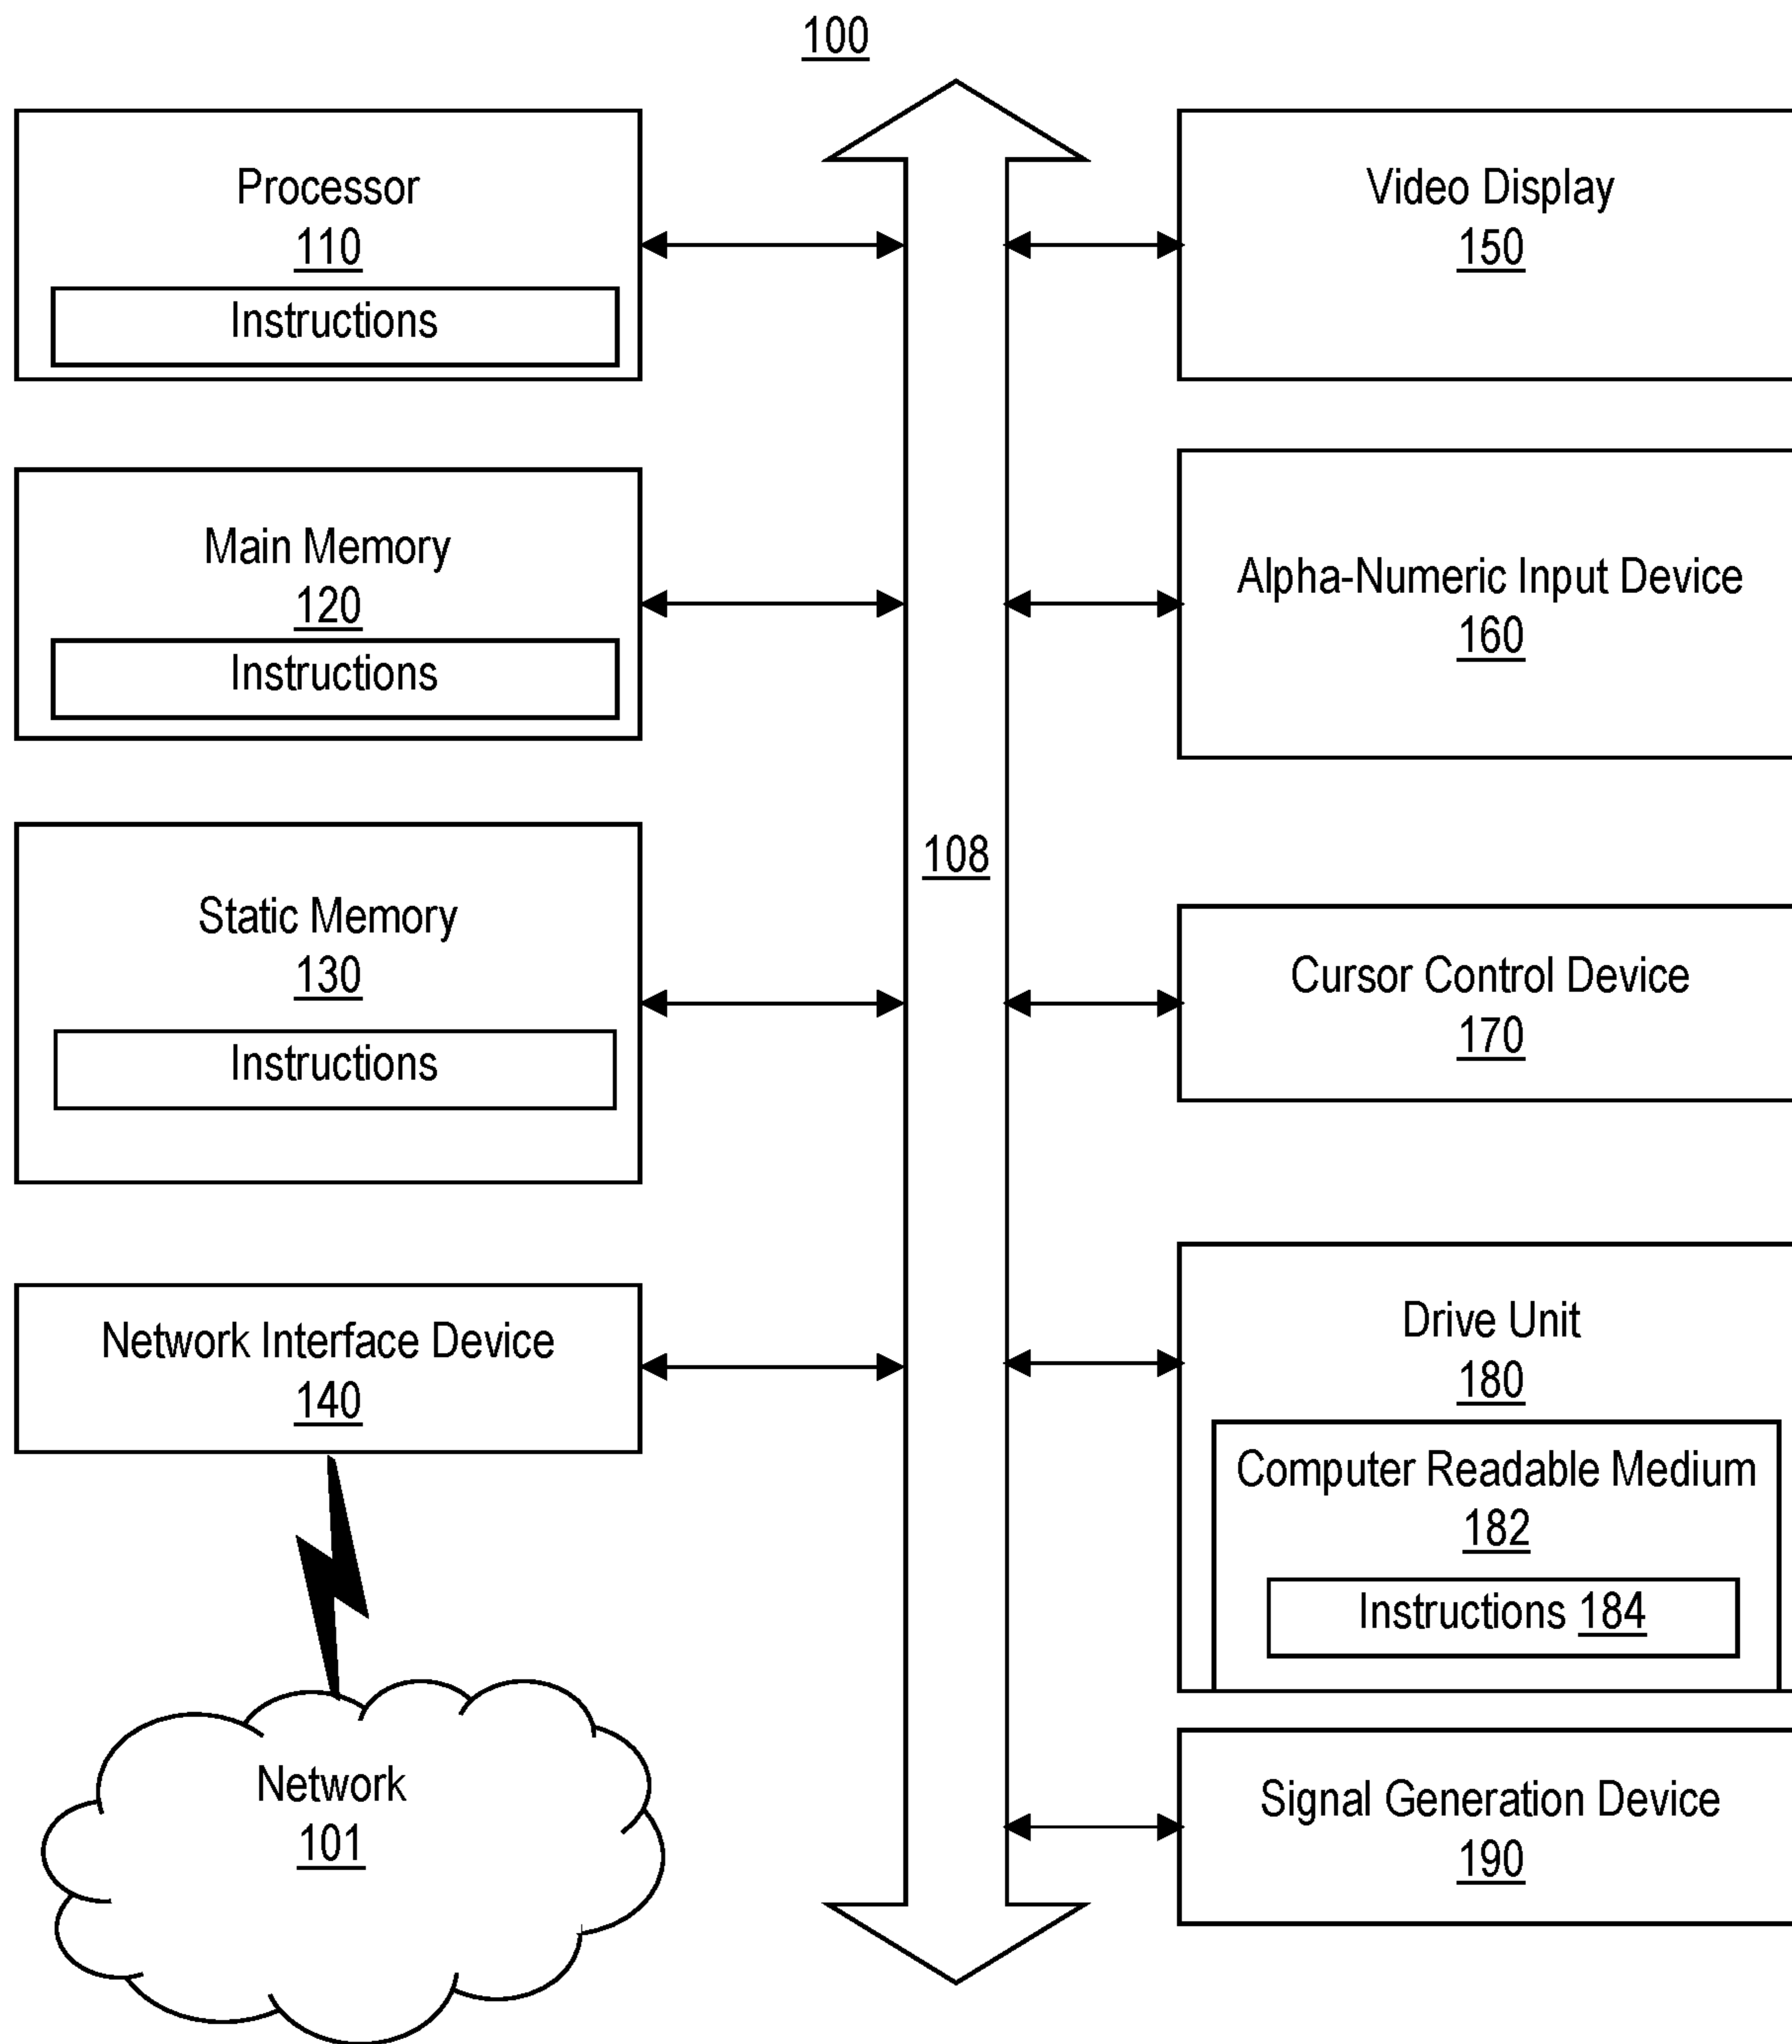 100
Processor
110
Instructions
Main Memory
120
Instructions
Static Memory
130
Instructions
Network Interface Device
140
Network
101
108
Video Display
150
Alpha-Numeric Input Device
160
Cursor Control Device
170
Drive Unit
180
Computer Readable Medium
182
Instructions 184
Signal Generation Device
190